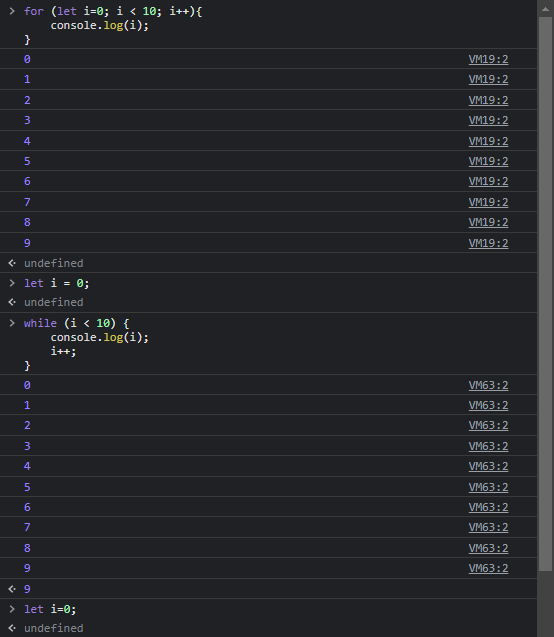 for (let i=0; i < 10; i++){
    console.log(i);
}
0 VM19:2
1 VM19:2
2 VM19:2
3 VM19:2
4 VM19:2
5 VM19:2
6 VM19:2
7 VM19:2
8 VM19:2
9 VM19:2
undefined
let i = 0;
undefined
while (i < 10) {
    console.log(i);
    i++;
}
0 VM63:2
1 VM63:2
2 VM63:2
3 VM63:2
4 VM63:2
5 VM63:2
6 VM63:2
7 VM63:2
8 VM63:2
9 VM63:2
9
let i=0;
undefined